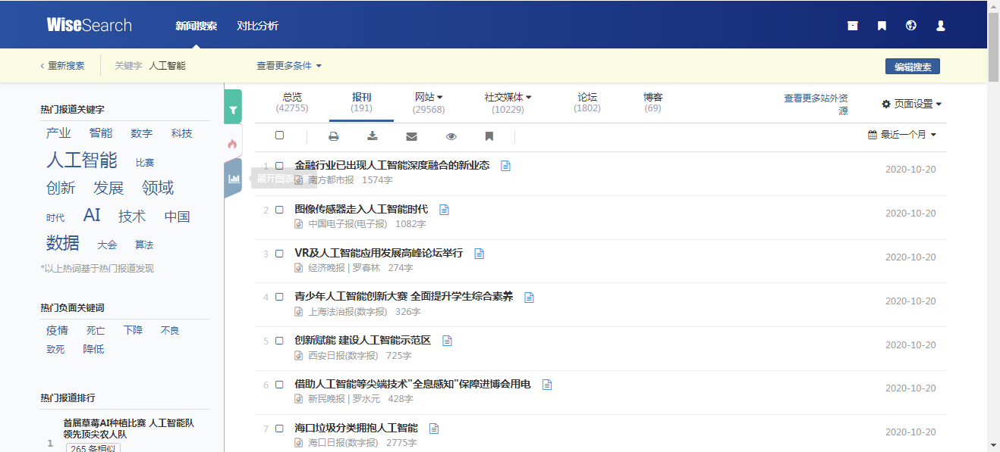 WiseSearch 新闻搜索 对比分析
‹ 重新搜索 关键字 人工智能 查看更多条件 编辑搜索
热门报道关键字
产业 智能 数字 科技
人工智能 比赛
创新 发展 领域
时代 AI 技术 中国
数据 大会 算法
*以上热词基于热门报道发现
热门负面关键词
疫情 死亡 下降 不良
致死 降低
热门报道排行
1 首届草莓AI种植比赛 人工智能队
领先顶尖农人队
265 条相似
总览 报刊 网站 社交媒体 论坛 博客
(42755) (191) (29568) (10229) (1802) (69)
查看更多站外资
源
页面设置
最近一个月
展开图表
1 金融行业已出现人工智能深度融合的新业态 2020-10-20
南方都市报 1574字
2 图像传感器走入人工智能时代 2020-10-20
中国电子报(电子报) 1082字
3 VR及人工智能应用发展高峰论坛举行 2020-10-20
经济晚报 | 罗春林 274字
4 青少年人工智能创新大赛 全面提升学生综合素养 2020-10-20
上海法治报(数字报) 326字
5 创新赋能 建设人工智能示范区 2020-10-20
西安日报(数字报) 725字
6 借助人工智能等尖端技术"全息感知"保障进博会用电 2020-10-20
新民晚报 | 罗水元 428字
7 海口垃圾分类拥抱人工智能 2020-10-20
海口日报(数字报) 2775字